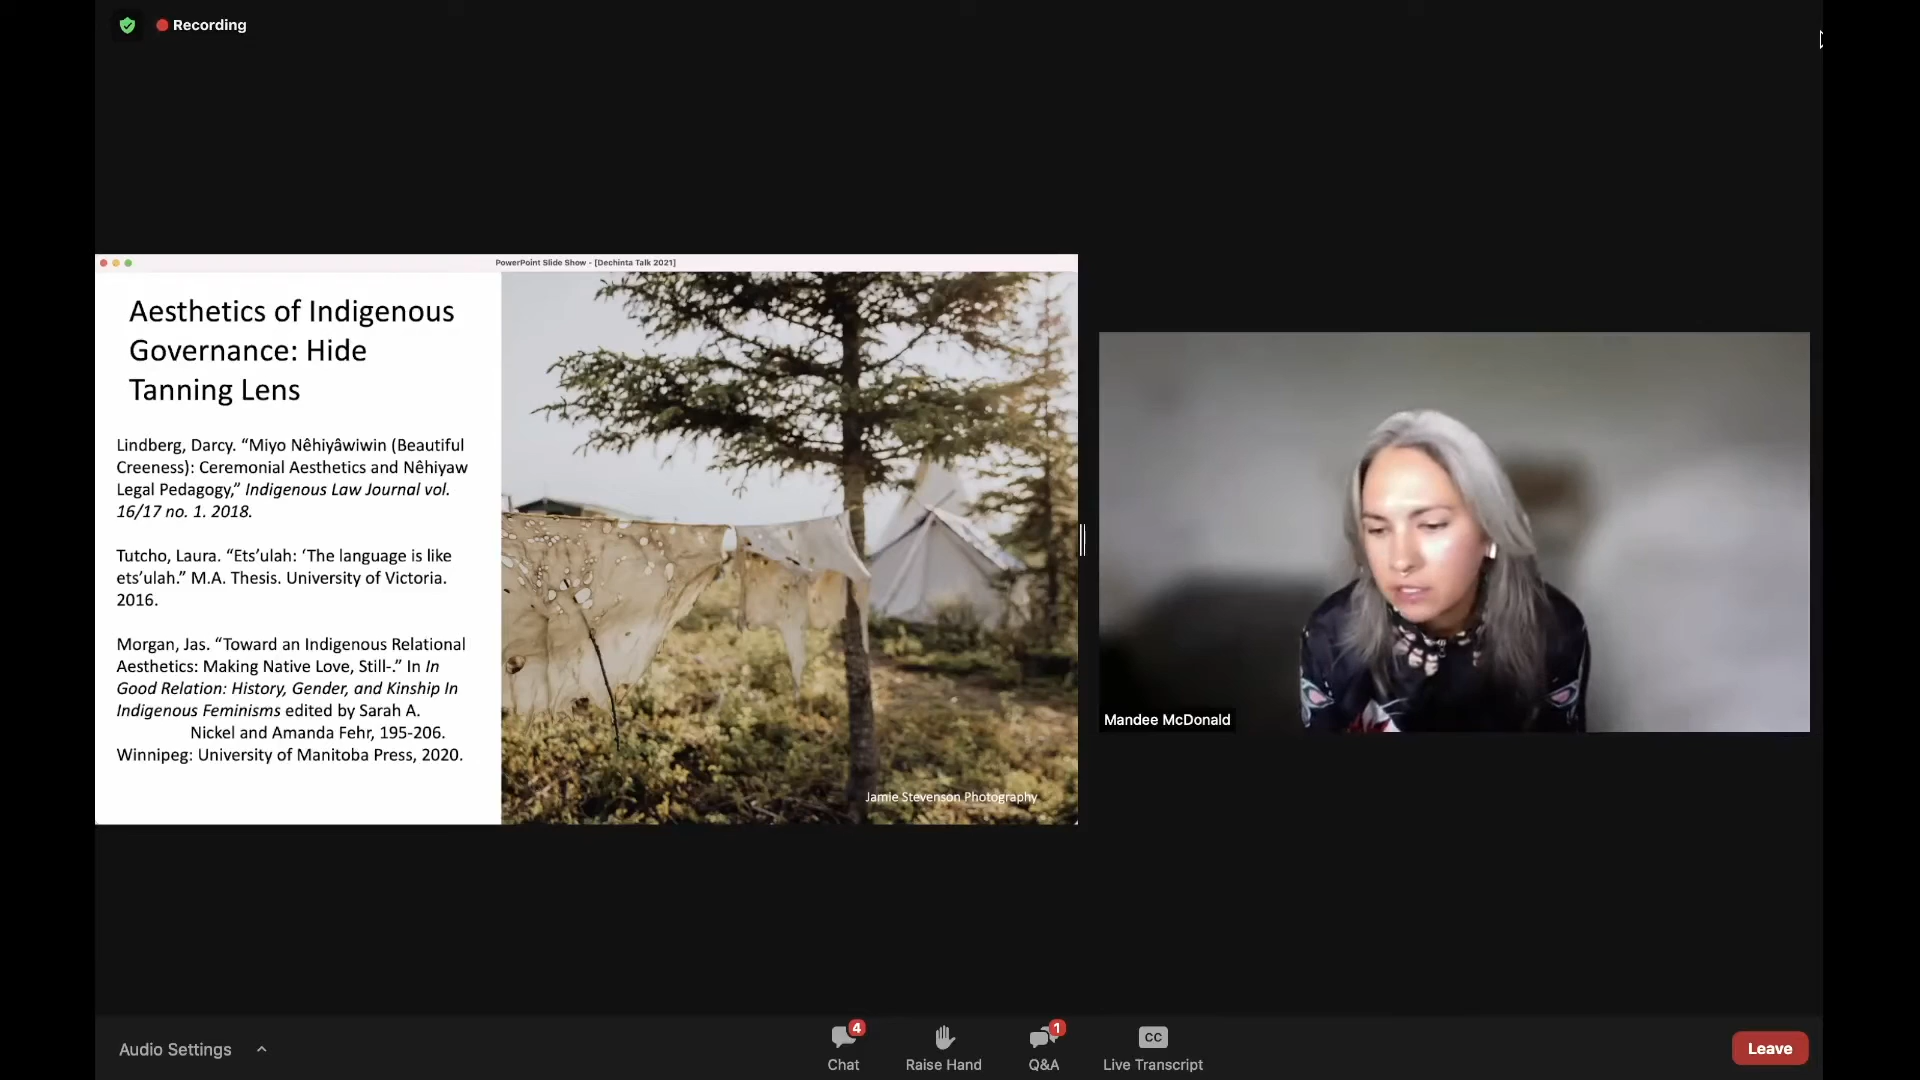 Recording
PowerPoint Slide Show - [Dechinta Talk 2021]
Aesthetics of Indigenous
Governance: Hide
Tanning Lens
Lindberg, Darcy. “Miyo Nêhiyâwiwin (Beautiful
Creeness): Ceremonial Aesthetics and Nêhiyaw
Legal Pedagogy,” Indigenous Law Journal vol.
16/17 no. 1. 2018.
Tutcho, Laura. “Ets’ulah: ‘The language is like
ets’ulah.” M.A. Thesis. University of Victoria.
2016.
Morgan, Jas. “Toward an Indigenous Relational
Aesthetics: Making Native Love, Still-.” In In
Good Relation: History, Gender, and Kinship In
Indigenous Feminisms edited by Sarah A.
Nickel and Amanda Fehr, 195-206.
Winnipeg: University of Manitoba Press, 2020.
Jamie Stevenson Photography
Mandee McDonald
Audio Settings
4
Chat
Raise Hand
1
Q&A
CC
Live Transcript
Leave